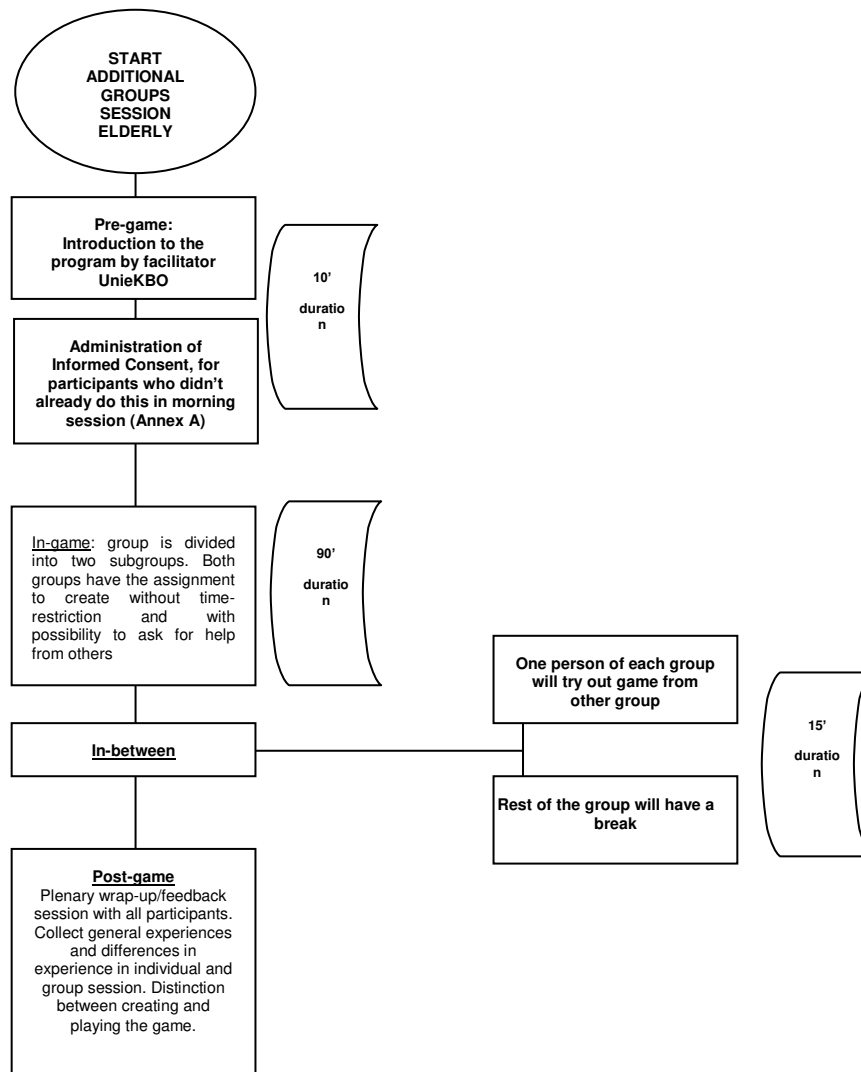 START
ADDITIONAL
GROUPS
SESSION
ELDERLY
Pre-game:
Introduction to the
program by facilitator
UnieKBO
10'
duratio
n
Administration of
Informed Consent, for
participants who didn't
already do this in morning
session (Annex A)
In-game: group is divided
into two subgroups. Both
groups have the assignment
to create without time-
restriction and with
possibility to ask for help
from others
90'
duratio
n
One person of each group
will try out game from
other group
In-between
15'
duratio
n
Rest of the group will have a
break
Post-game
Plenary wrap-up/feedback
session with all participants.
Collect general experiences
and differences in
experience in individual and
group session. Distinction
between creating and
playing the game.